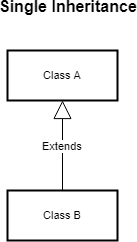 Single Inheritance
Class A
Extends
Class B